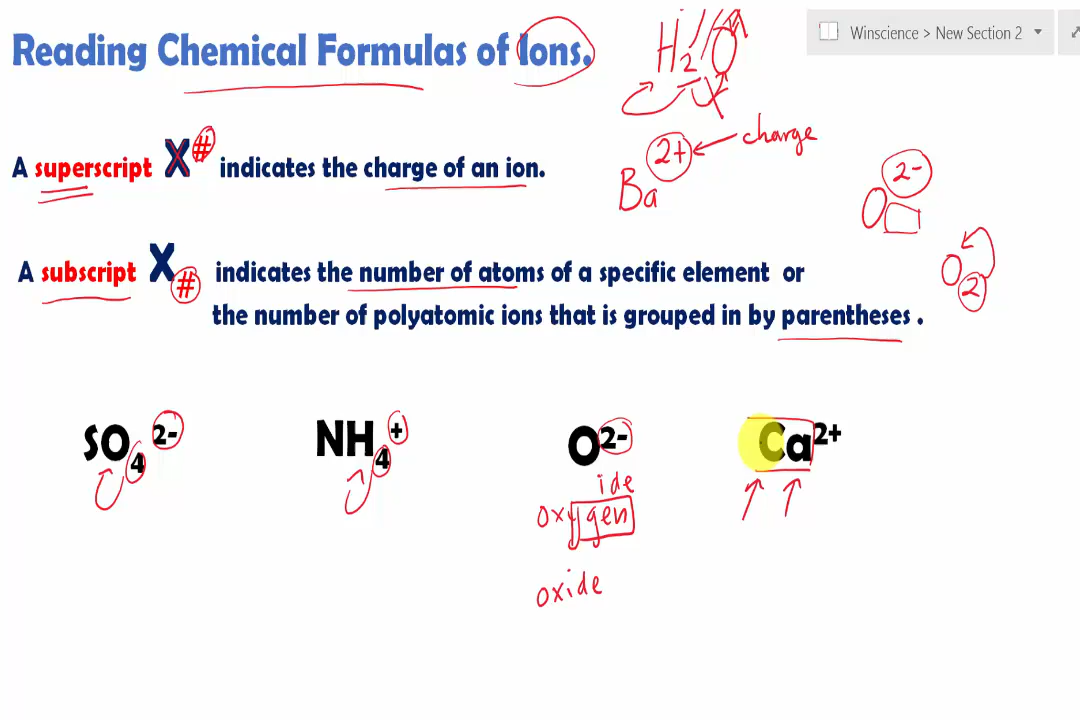 Reading Chemical Formulas of Ions.
H₂O
Winscience > New Section 2
A superscript X^# indicates the charge of an ion.
Ba²⁺
charge
O²⁻
A subscript X_# indicates the number of atoms of a specific element or
the number of polyatomic ions that is grouped in by parentheses .
O₂
SO₄²⁻
NH₄⁺
O²⁻
Ca²⁺
ide
oxygen
oxide